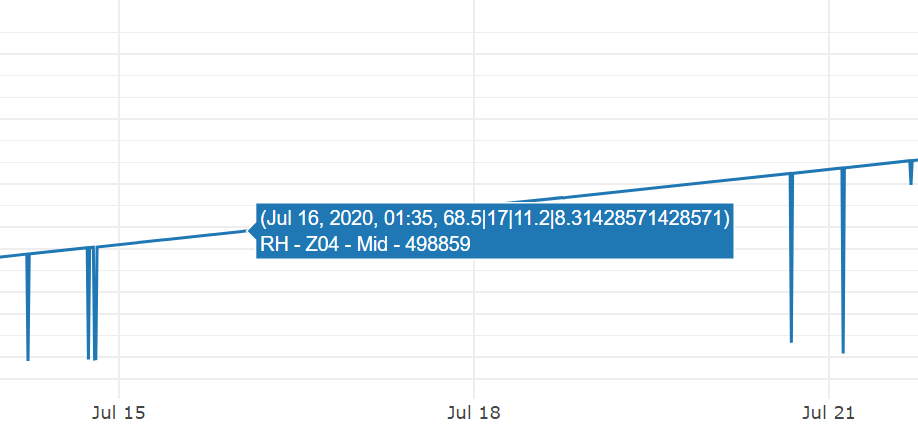 (Jul 16, 2020, 01:35, 68.5|17|11.2|8.31428571428571)
RH - Z04 - Mid - 498859
Jul 15
Jul 18
Jul 21